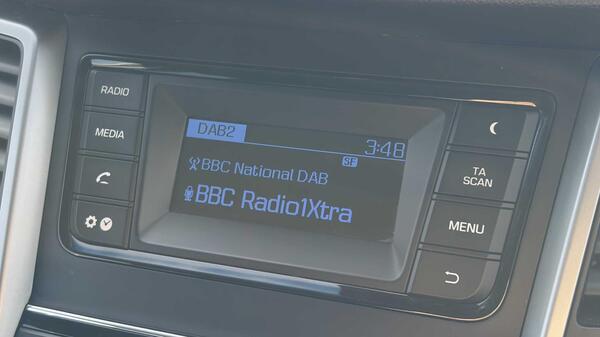 RADIO
MEDIA
DAB2
3:48
SF
BBC National DAB
BBC Radio1Xtra
TA
SCAN
MENU